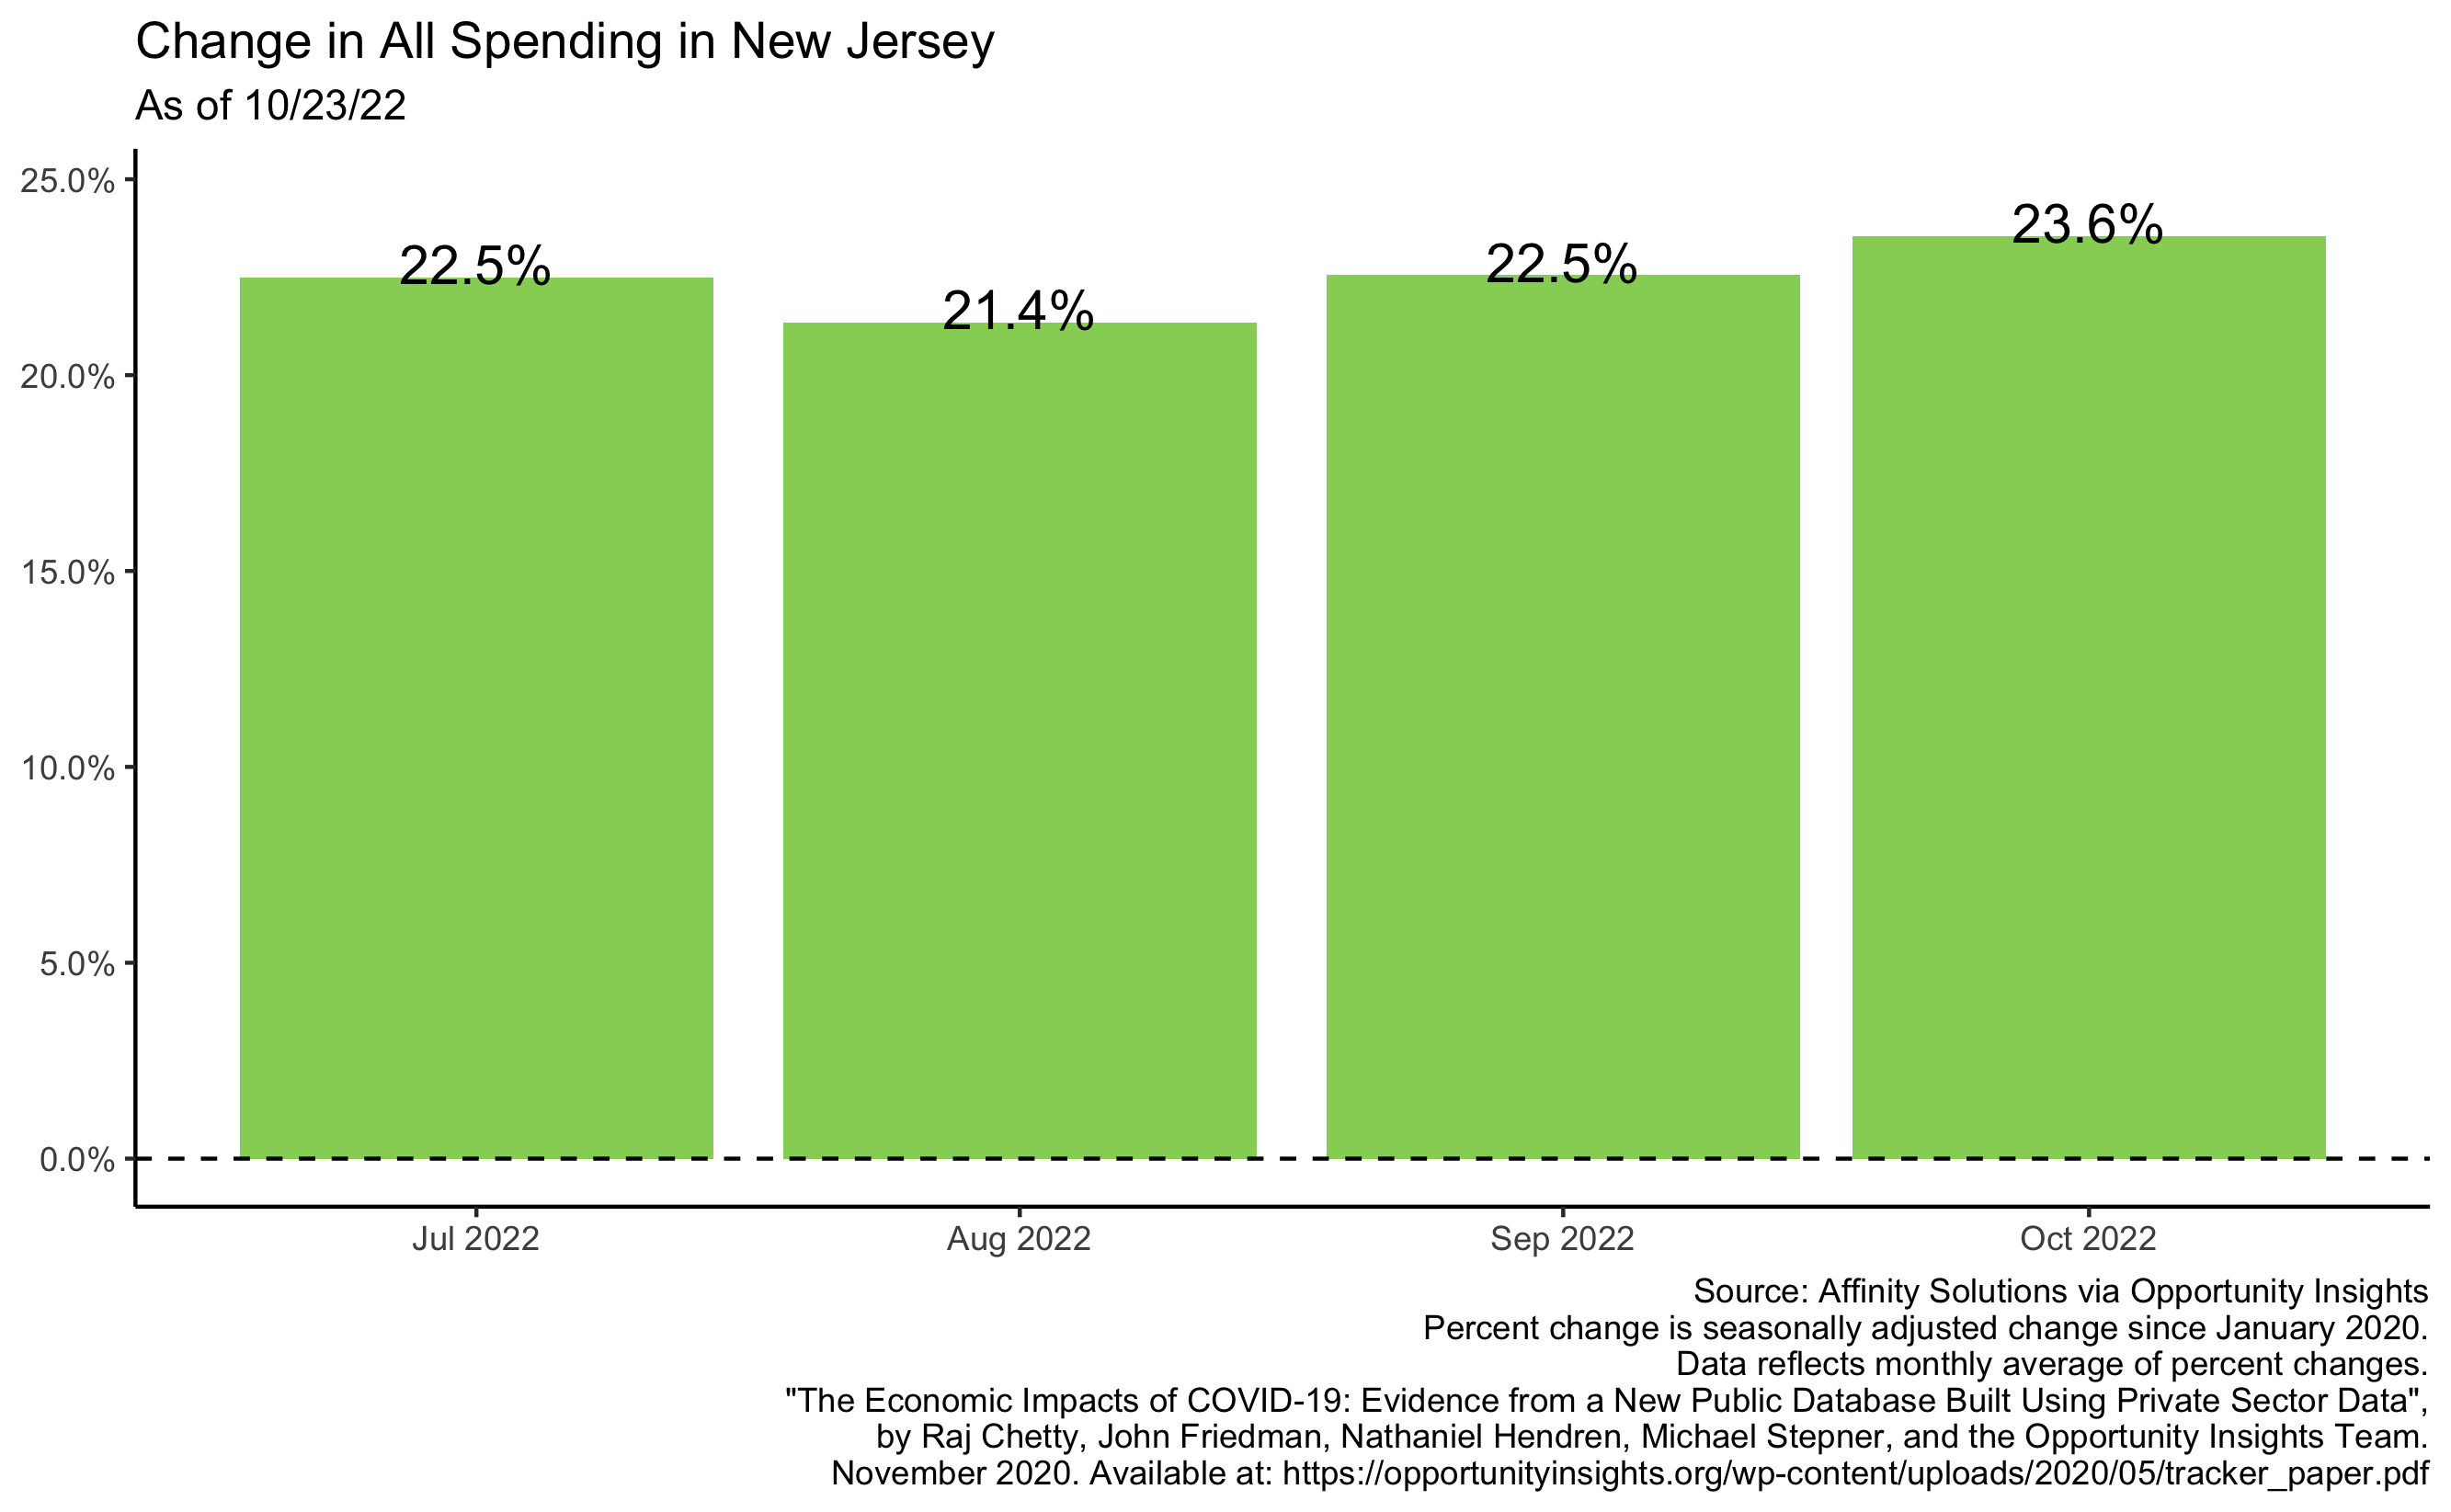 Change in All Spending in New Jersey
As of 10/23/22
25.0%
20.0%
15.0%
10.0%
5.0%
0.0%
22.5%
21.4%
22.5%
23.6%
Jul 2022
Aug 2022
Sep 2022
Oct 2022
Source: Affinity Solutions via Opportunity Insights
Percent change is seasonally adjusted change since January 2020.
Data reflects monthly average of percent changes.
"The Economic Impacts of COVID-19: Evidence from a New Public Database Built Using Private Sector Data",
by Raj Chetty, John Friedman, Nathaniel Hendren, Michael Stepner, and the Opportunity Insights Team.
November 2020. Available at: https://opportunityinsights.org/wp-content/uploads/2020/05/tracker_paper.pdf